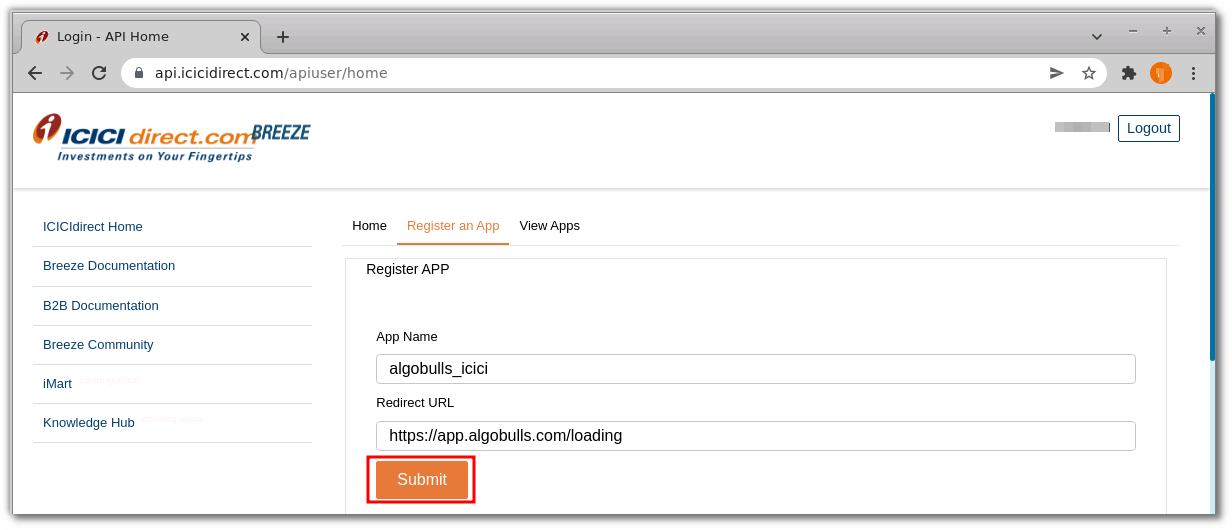 Login - API Home
api.icicidirect.com/apiuser/home
i ICICI direct.com BREEZE
Investments on Your Fingertips
Logout
ICICIdirect Home
Breeze Documentation
B2B Documentation
Breeze Community
iMart
Knowledge Hub
Home Register an App View Apps
Register APP
App Name
algobulls_icici
Redirect URL
https://app.algobulls.com/loading
Submit